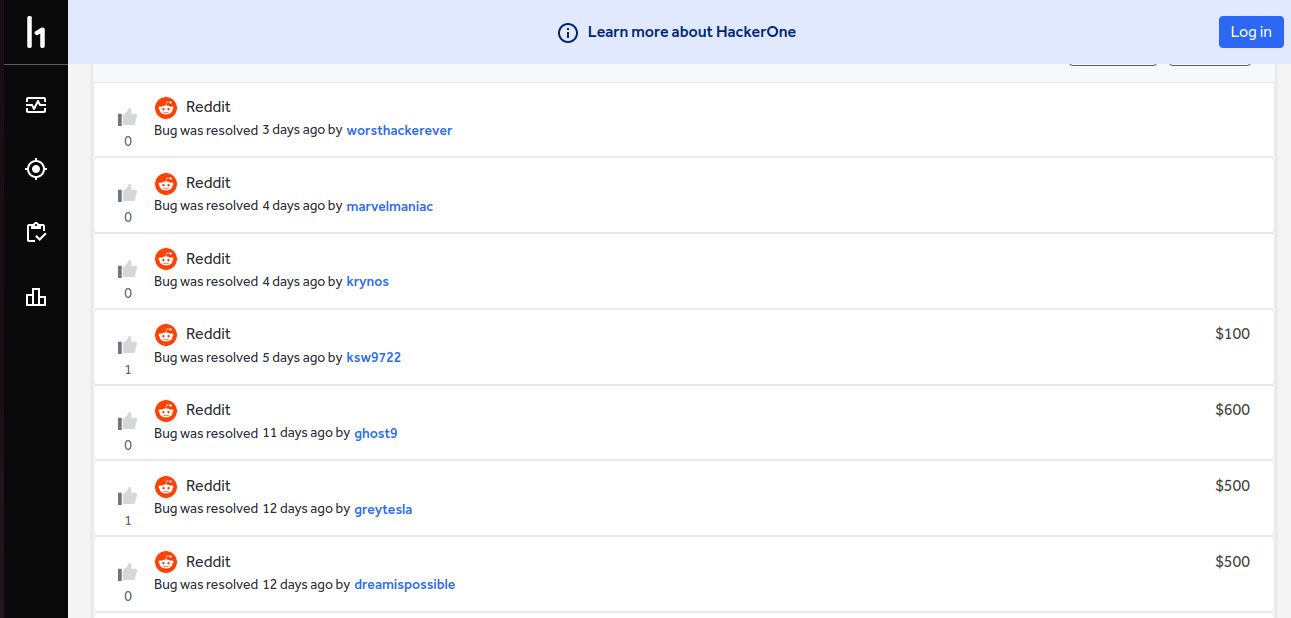 Learn more about HackerOne
Log in
Reddit
Bug was resolved 3 days ago by worsthackerever
0
Reddit
Bug was resolved 4 days ago by marvelmaniac
0
Reddit
Bug was resolved 4 days ago by krynos
0
Reddit $100
Bug was resolved 5 days ago by ksw9722
1
Reddit $600
Bug was resolved 11 days ago by ghost9
0
Reddit $500
Bug was resolved 12 days ago by greytesla
1
Reddit $500
Bug was resolved 12 days ago by dreamispossible
0